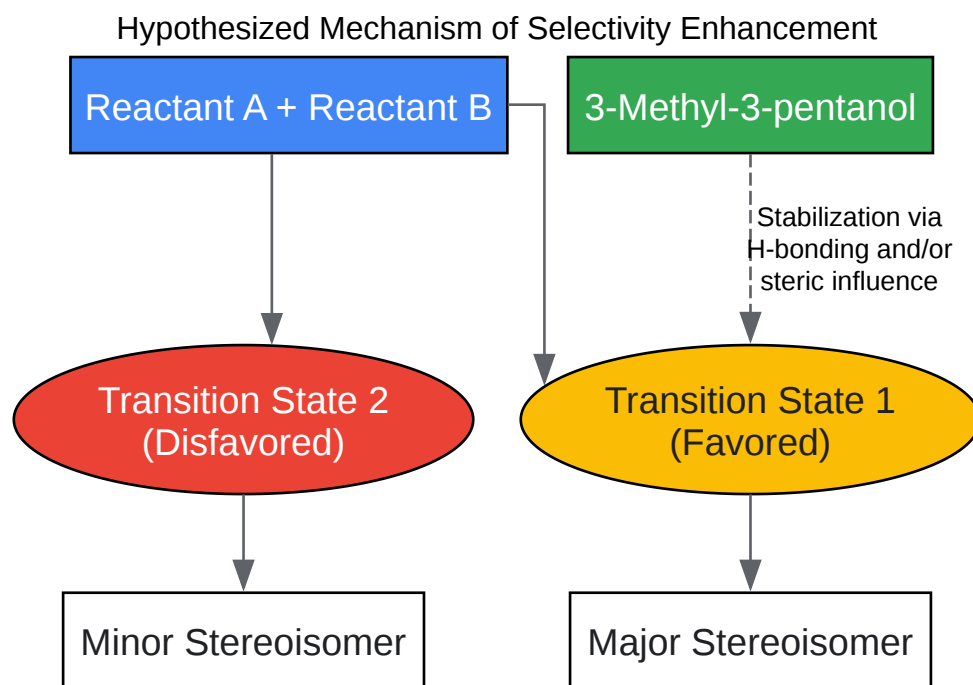 Hypothesized Mechanism of Selectivity Enhancement
Reactant A + Reactant B
3-Methyl-3-pentanol
Stabilization via
H-bonding and/or
steric influence
Transition State 2
(Disfavored)
Transition State 1
(Favored)
Minor Stereoisomer
Major Stereoisomer